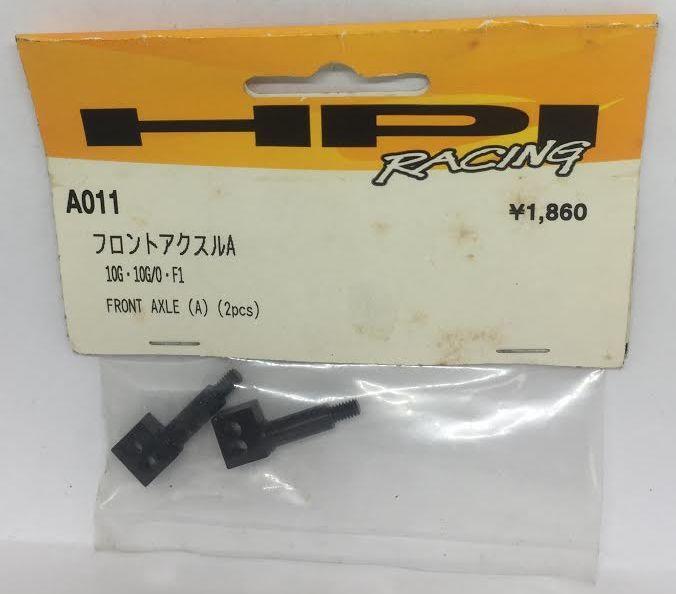 HPI
RACING
A011
¥1,860
フロントアクスルA
10G・10G/O・F1
FRONT AXLE (A) (2pcs)